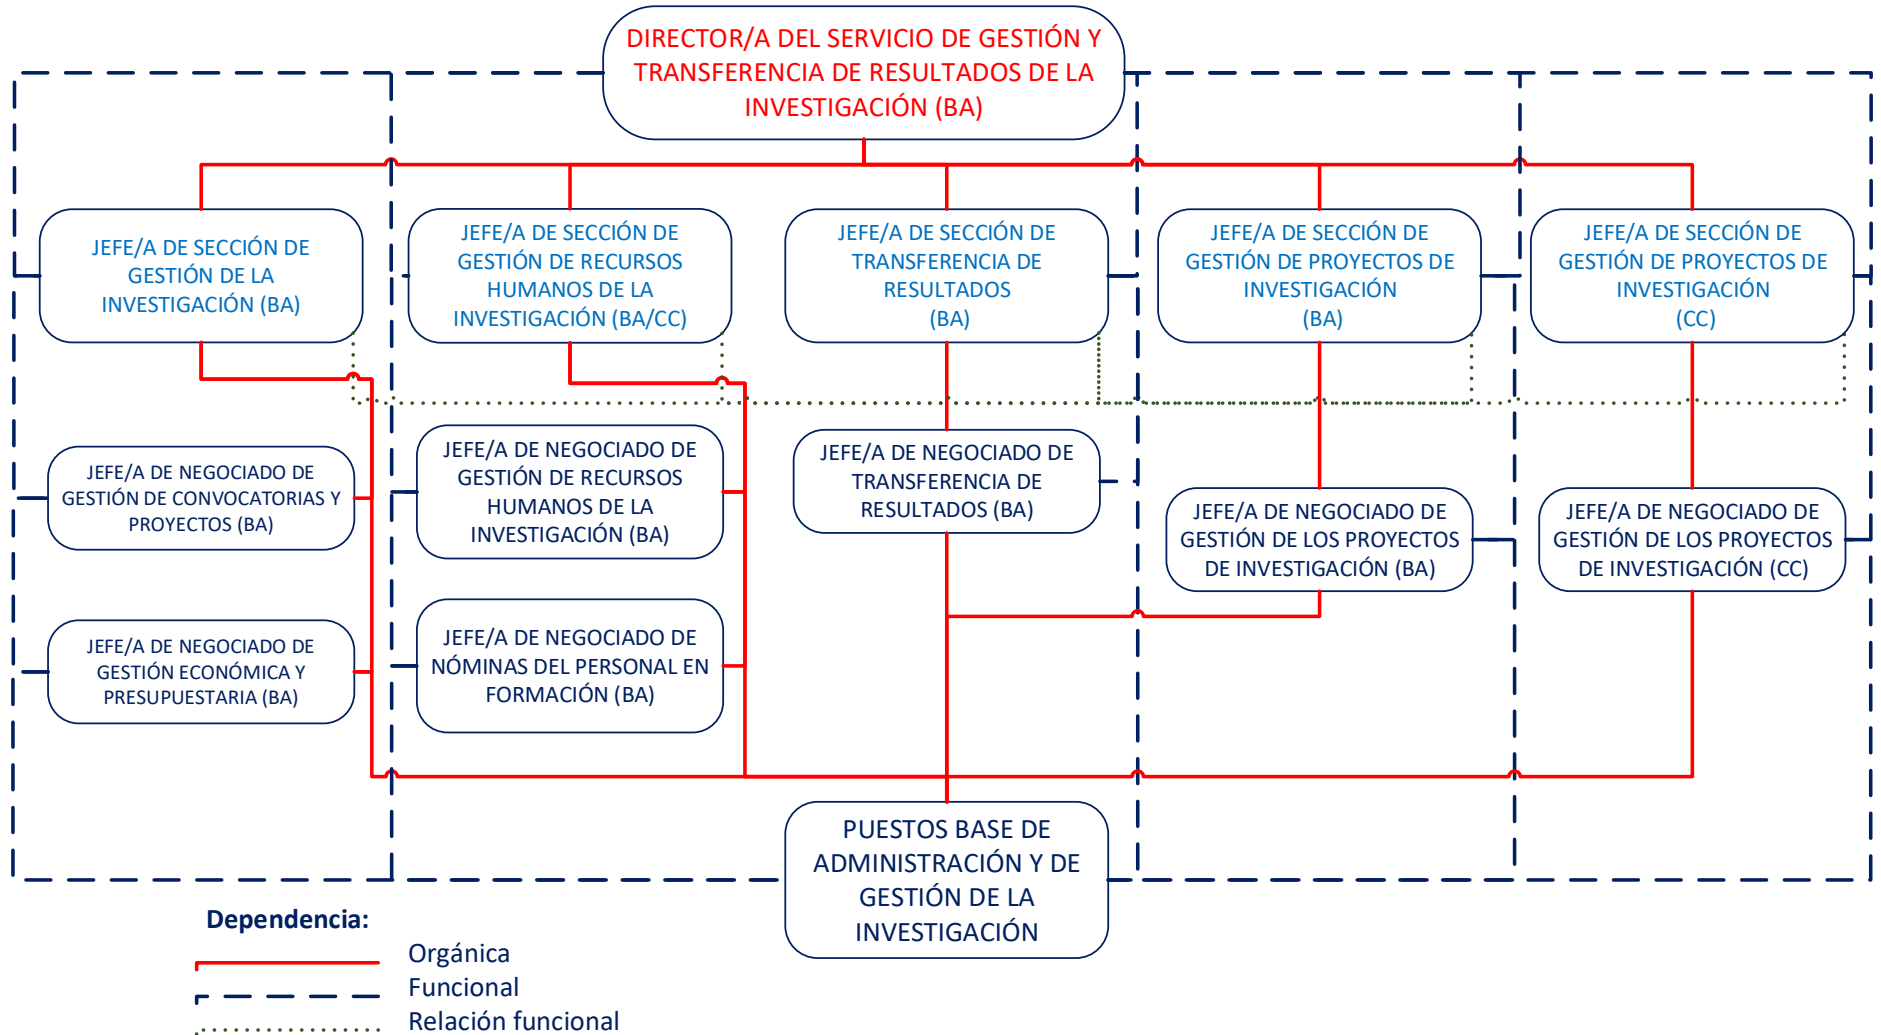 DIRECTOR/A DEL SERVICIO DE GESTIÓN Y
TRANSFERENCIA DE RESULTADOS DE LA
INVESTIGACIÓN (BA)
JEFE/A DE SECCIÓN DE
GESTIÓN DE LA
INVESTIGACIÓN (BA)
JEFE/A DE SECCIÓN DE
GESTIÓN DE RECURSOS
HUMANOS DE LA
INVESTIGACIÓN (BA/CC)
JEFE/A DE SECCIÓN DE
TRANSFERENCIA DE
RESULTADOS
(BA)
JEFE/A DE SECCIÓN DE
GESTIÓN DE PROYECTOS DE
INVESTIGACIÓN
(BA)
JEFE/A DE SECCIÓN DE
GESTIÓN DE PROYECTOS DE
INVESTIGACIÓN
(CC)
JEFE/A DE NEGOCIADO DE
GESTIÓN DE CONVOCATORIAS Y
PROYECTOS (BA)
JEFE/A DE NEGOCIADO DE
GESTIÓN DE RECURSOS
HUMANOS DE LA
INVESTIGACIÓN (BA)
JEFE/A DE NEGOCIADO DE
TRANSFERENCIA DE
RESULTADOS (BA)
JEFE/A DE NEGOCIADO DE
GESTIÓN DE LOS PROYECTOS
DE INVESTIGACIÓN (BA)
JEFE/A DE NEGOCIADO DE
GESTIÓN DE LOS PROYECTOS
DE INVESTIGACIÓN (CC)
JEFE/A DE NEGOCIADO DE
GESTIÓN ECONÓMICA Y
PRESUPUESTARIA (BA)
JEFE/A DE NEGOCIADO DE
NÓMINAS DEL PERSONAL EN
FORMACIÓN (BA)
PUESTOS BASE DE
ADMINISTRACIÓN Y DE
GESTIÓN DE LA
INVESTIGACIÓN
Dependencia:
Orgánica
Funcional
Relación funcional